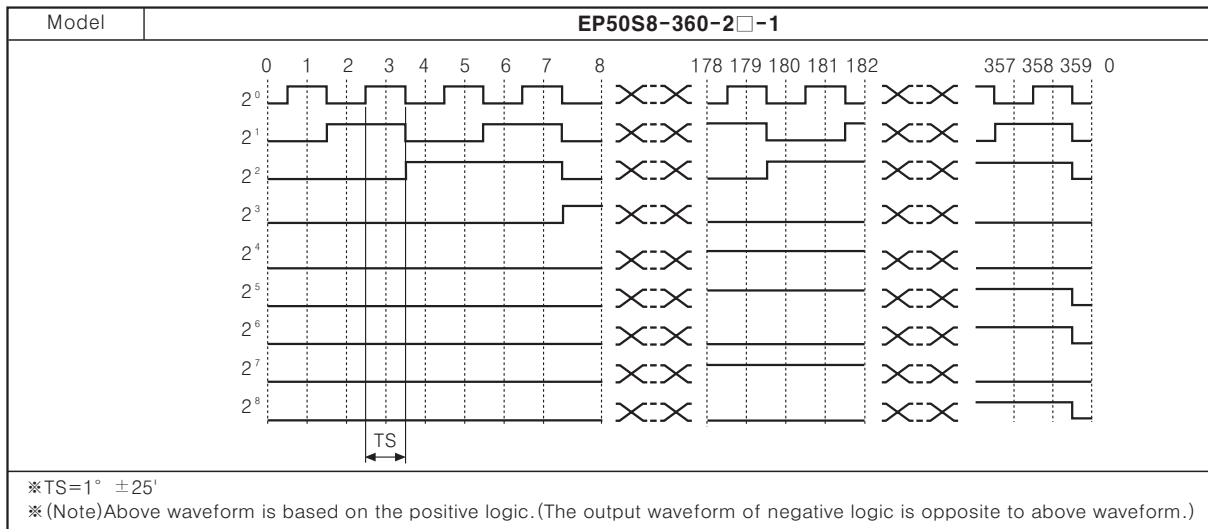 Model EP50S8-360-2□-1
0 1 2 3 4 5 6 7 8 178 179 180 181 182 357 358 359 0
2⁰
2¹
2²
2³
2⁴
2⁵
2⁶
2⁷
2⁸
TS
※TS=1° ±25'
※(Note)Above waveform is based on the positive logic.(The output waveform of negative logic is opposite to above waveform.)